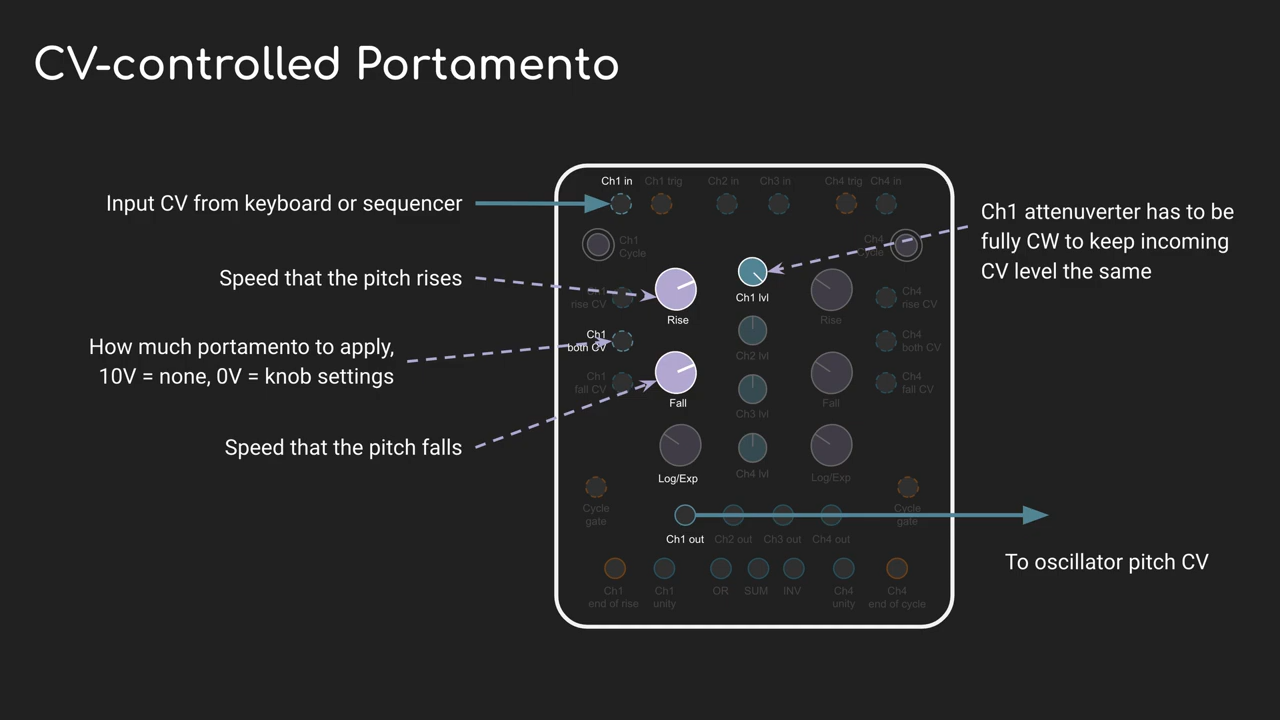 CV-controlled Portamento
Ch1 in
Ch1 trig
Ch2 in
Ch3 in
Ch4 trig
Ch4 in
Input CV from keyboard or sequencer
Ch1 attenuverter has to be
fully CW to keep incoming
CV level the same
Ch1
Cycle
Ch4
Cycle
Speed that the pitch rises
Ch1
rise CV
Rise
Ch1 lvl
Rise
Ch4
rise CV
How much portamento to apply,
10V = none, 0V = knob settings
Ch1
both CV
Ch2 lvl
Ch4
both CV
Ch1
fall CV
Fall
Ch3 lvl
Fall
Ch4
fall CV
Speed that the pitch falls
Log/Exp
Ch4 lvl
Log/Exp
Cycle
gate
Cycle
gate
Ch1 out
Ch2 out
Ch3 out
Ch4 out
To oscillator pitch CV
Ch1
end of rise
Ch1
unity
OR
SUM
INV
Ch4
unity
Ch4
end of cycle